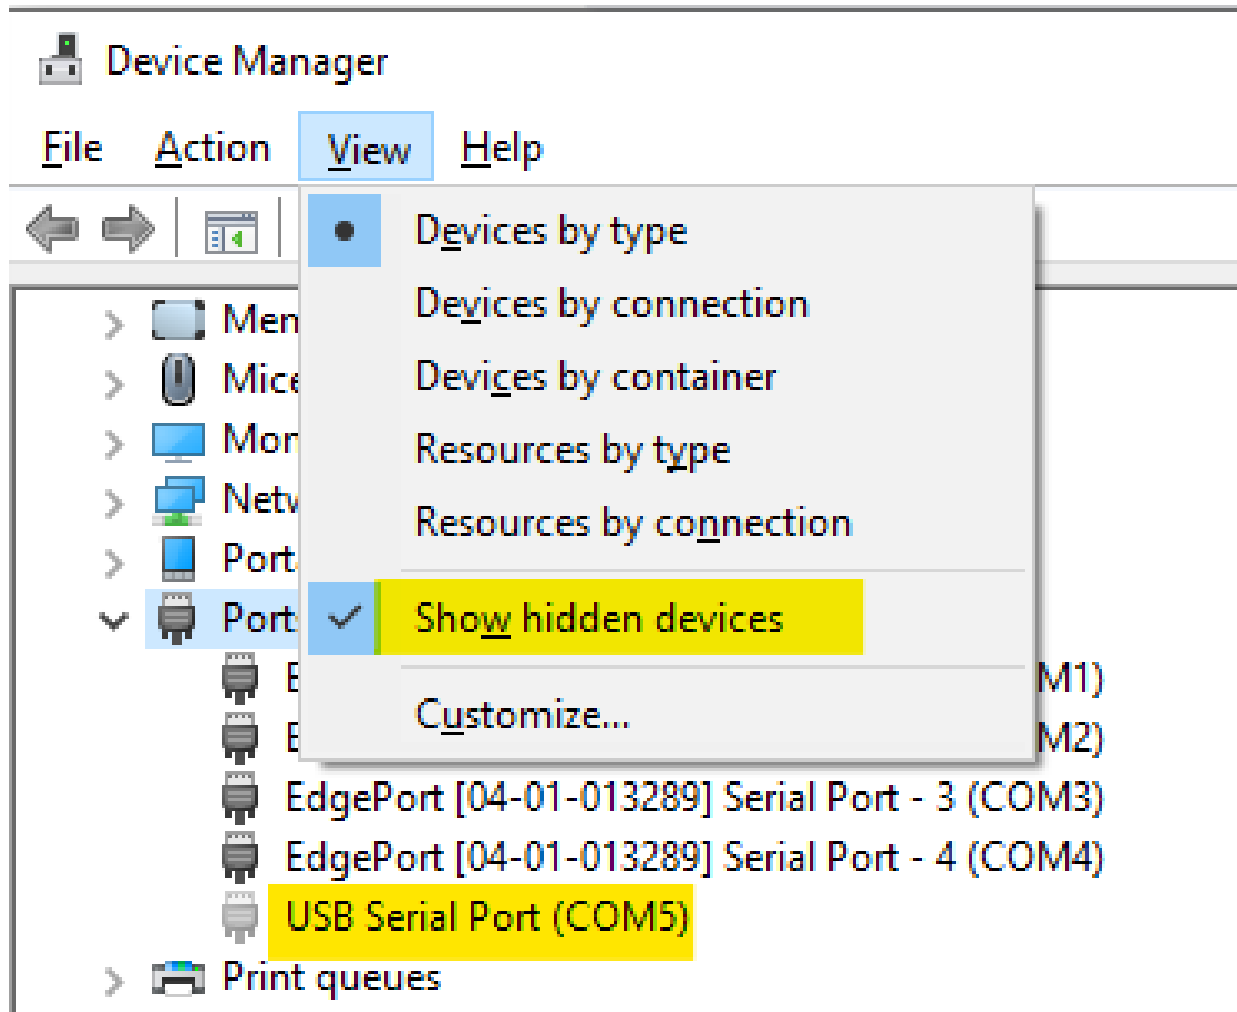 Device Manager
File Action View Help
Devices by type
Devices by connection
Devices by container
Resources by type
Resources by connection
Show hidden devices
Customize...
EdgePort [04-01-013289] Serial Port - 3 (COM3)
EdgePort [04-01-013289] Serial Port - 4 (COM4)
USB Serial Port (COM5)
Print queues